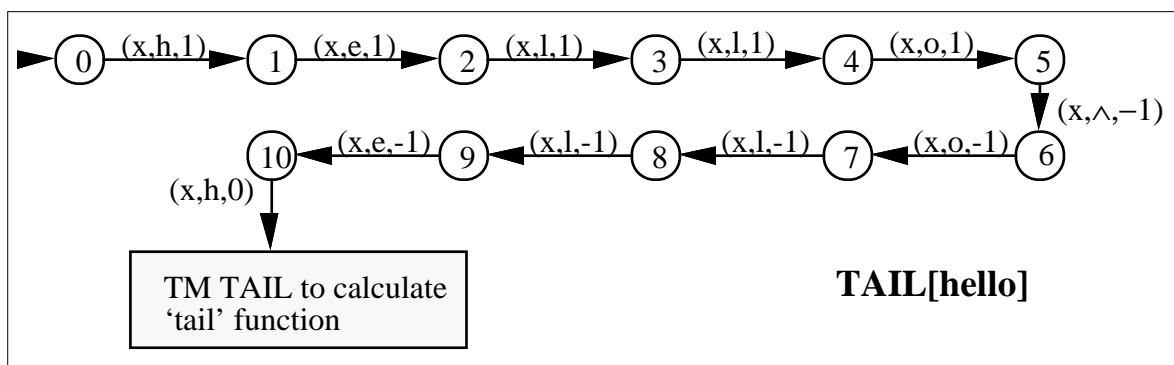 (x,h,1) (x,e,1) (x,l,1) (x,l,1) (x,o,1)
0 1 2 3 4 5
(x,∧,−1)
(x,e,-1) (x,l,-1) (x,l,-1) (x,o,-1)
10 9 8 7 6
(x,h,0)
TM TAIL to calculate
‘tail’ function
TAIL[hello]